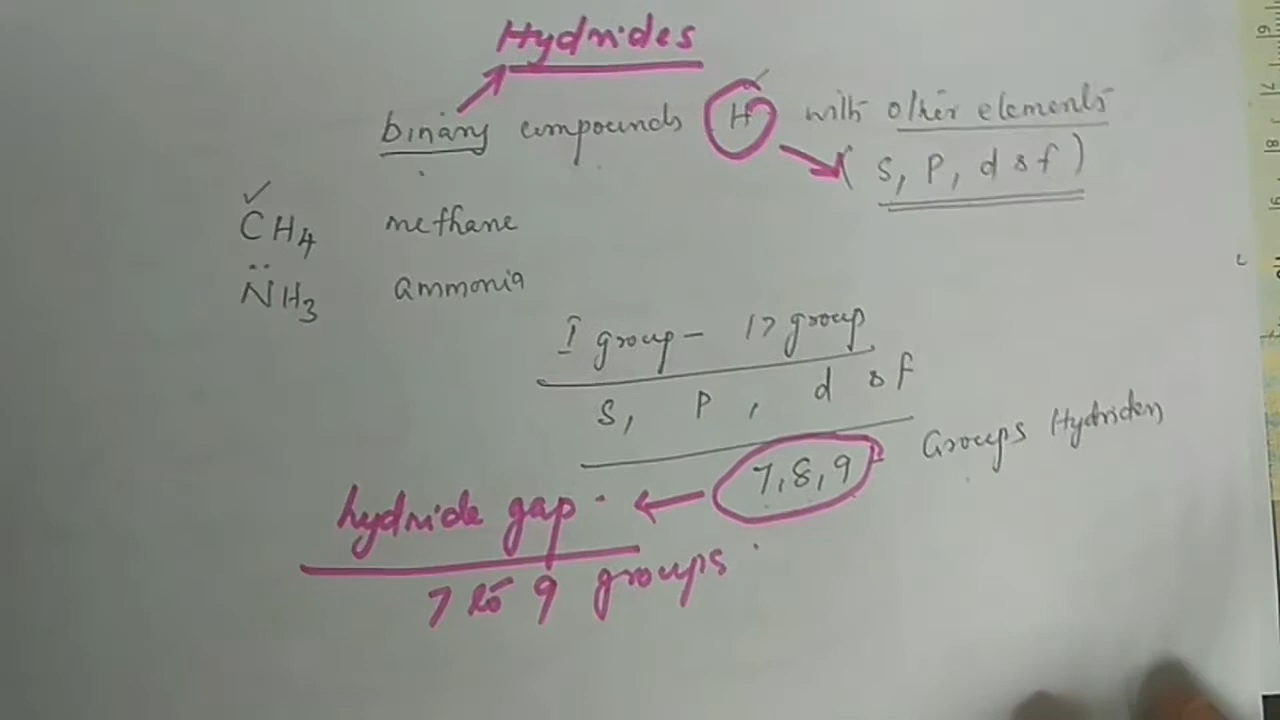 Hydrides
binary compounds H with other elements
( s, p, d & f )
CH4 methane
NH3 ammonia
I group - 17 group
s, p, d & f
7, 8, 9 - Groups Hydrides
hydride gap
7 to 9 groups